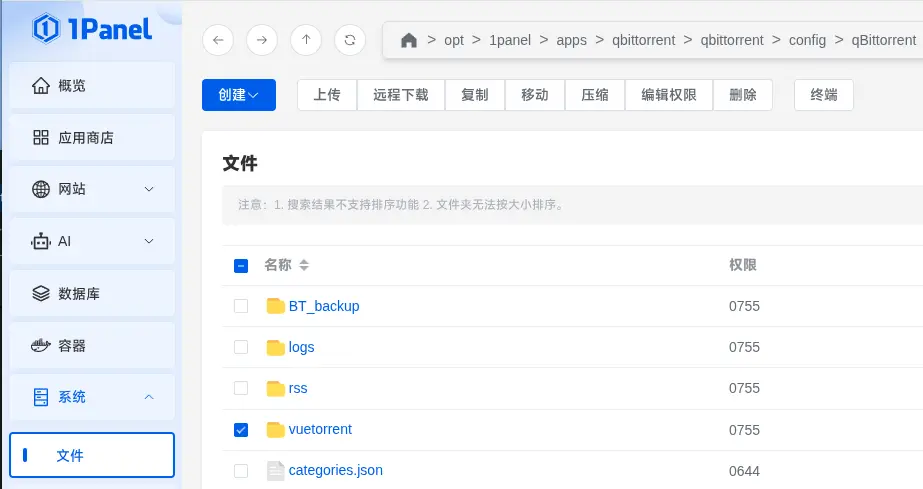 1Panel
> opt > 1panel > apps > qbittorrent > qbittorrent > config > qBittorrent
概览
创建 上传 远程下载 复制 移动 压缩 编辑权限 删除 终端
应用商店
文件
网站
注意：1. 搜索结果不支持排序功能 2. 文件夹无法按大小排序。
AI
名称 权限
数据库
BT_backup 0755
容器
logs 0755
系统
rss 0755
vuetorrent 0755
文件
categories.json 0644